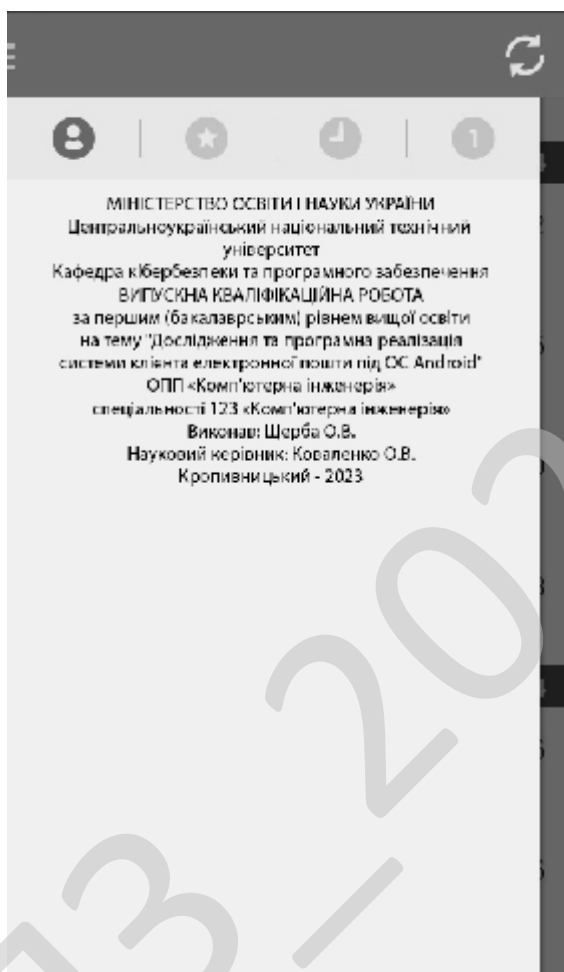 МІНІСТЕРСТВО ОСВІТИ І НАУКИ УКРАЇНИ
Центральноукраїнський національний технічний
університет
Кафедра кібербезпеки та програмного забезпечення
ВИПУСКНА КВАЛІФІКАЦІЙНА РОБОТА
за першим (бакалаврським) рівнем вищої освіти
на тему "Дослідження та програмна реалізація
системи клієнта електронної пошти під ОС Android"
ОПП «Комп'ютерна інженерія»
спеціальності 123 «Комп'ютерна інженерія»
Виконав: Щерба О.В.
Науковий керівник: Коваленко О.В.
Кропивницький - 2023